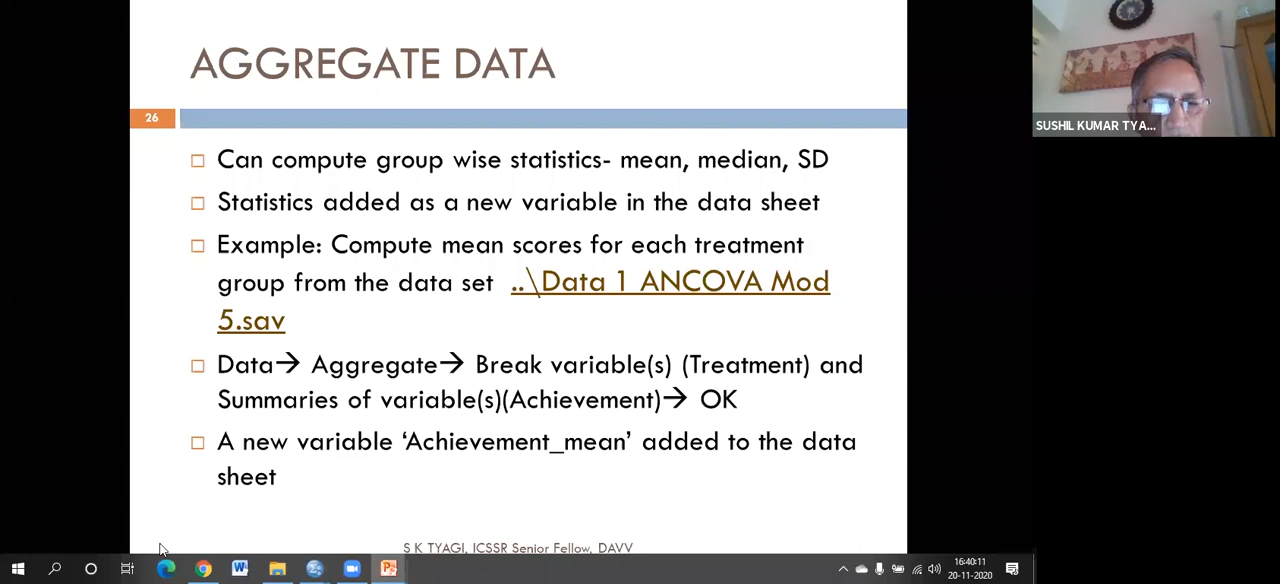 AGGREGATE DATA
26
□ Can compute group wise statistics- mean, median, SD
□ Statistics added as a new variable in the data sheet
□ Example: Compute mean scores for each treatment
group from the data set ..\Data 1 ANCOVA Mod
5.sav
□ Data→ Aggregate→ Break variable(s) (Treatment) and
Summaries of variable(s)(Achievement)→ OK
□ A new variable ‘Achievement_mean’ added to the data
sheet
S K TYAGI, ICSSR Senior Fellow, DAVV
SUSHIL KUMAR TYA...
16:40:11
20-11-2020